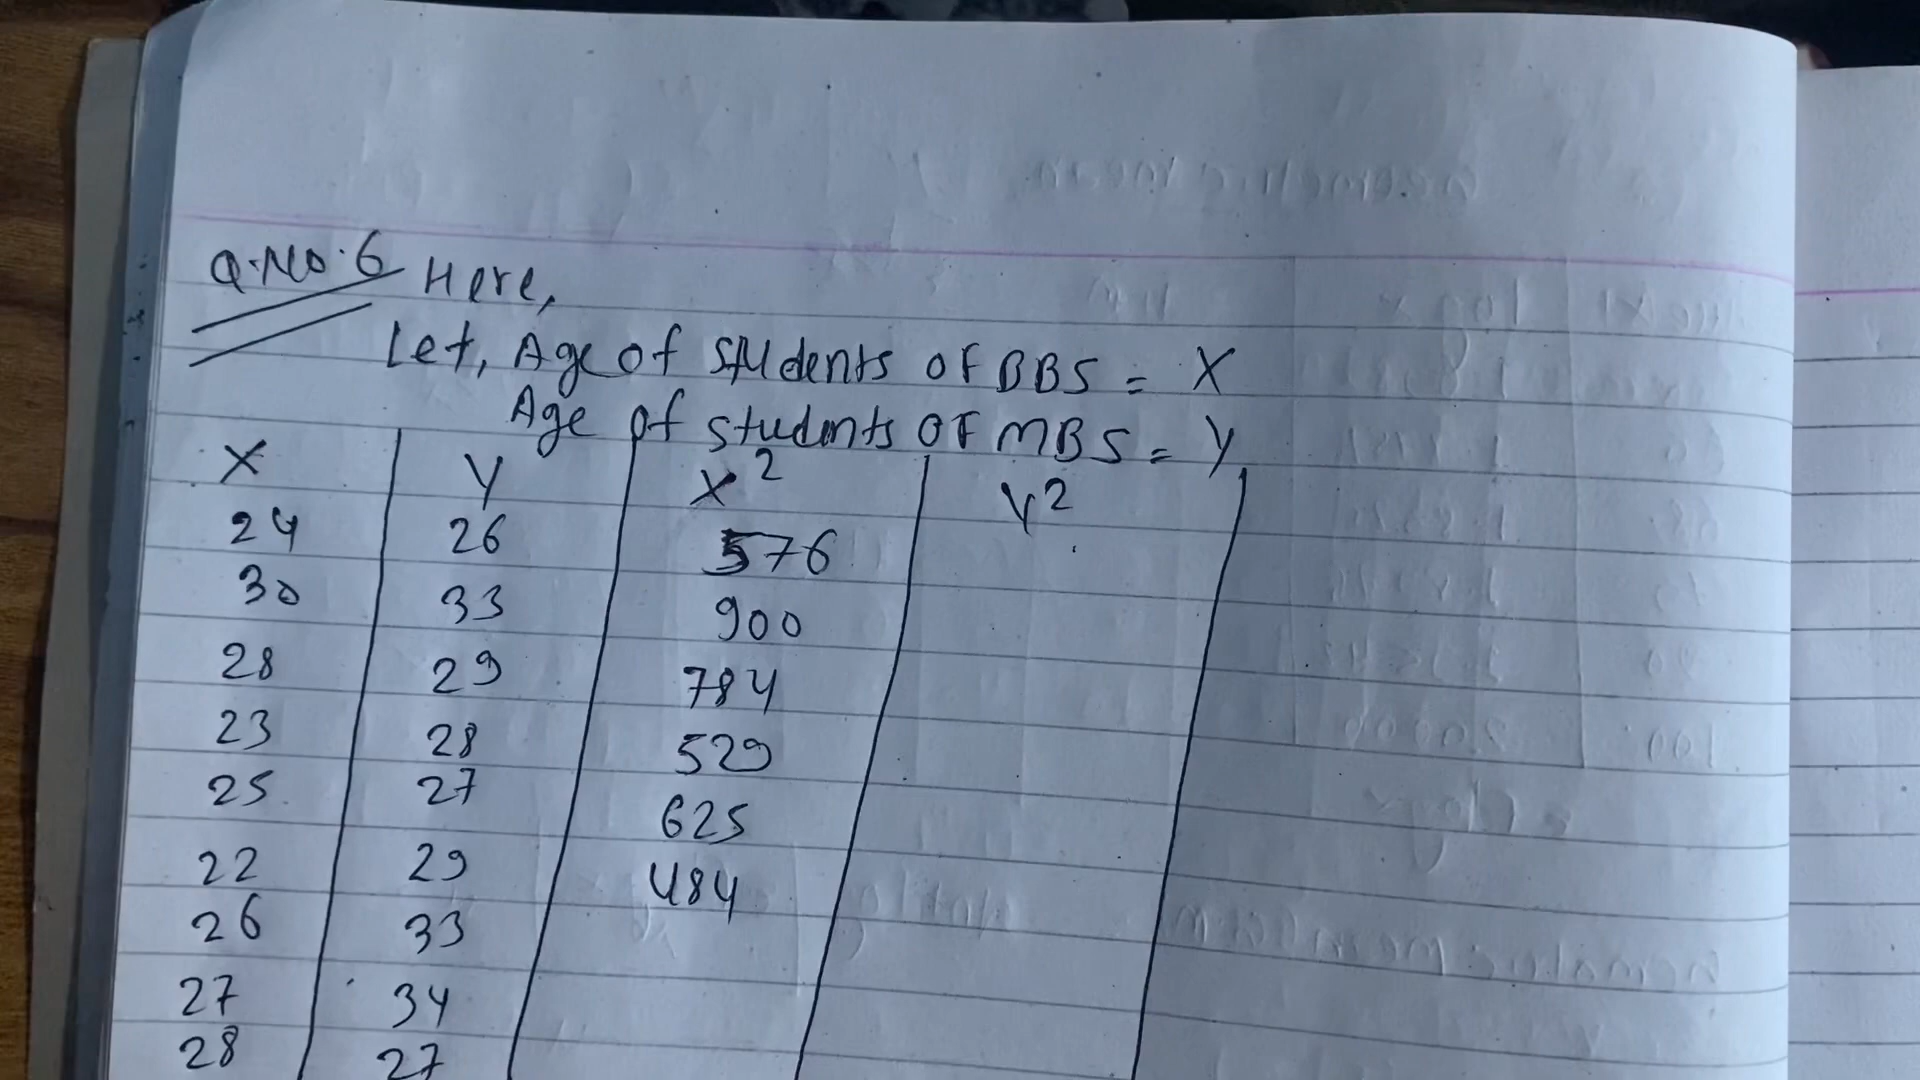 Q.No.6 Here,
Let, Age of students of BBS = X
Age of students of MBS = Y
X Y X² Y²
24 26 576
30 33 900
28 29 784
23 28 529
25 27 625
22 29 484
26 33
27 34
28 27